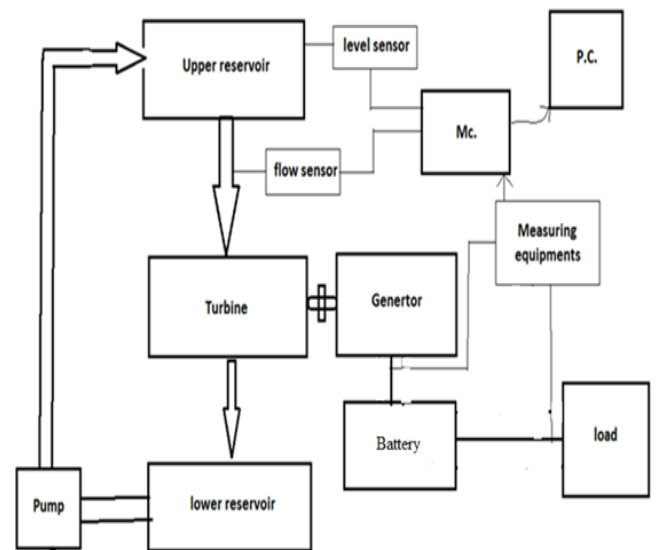 Upper reservoir
level sensor
P.C.
Mc.
flow sensor
Measuring
equipments
Turbine
Genertor
Battery
load
Pump
lower reservoir